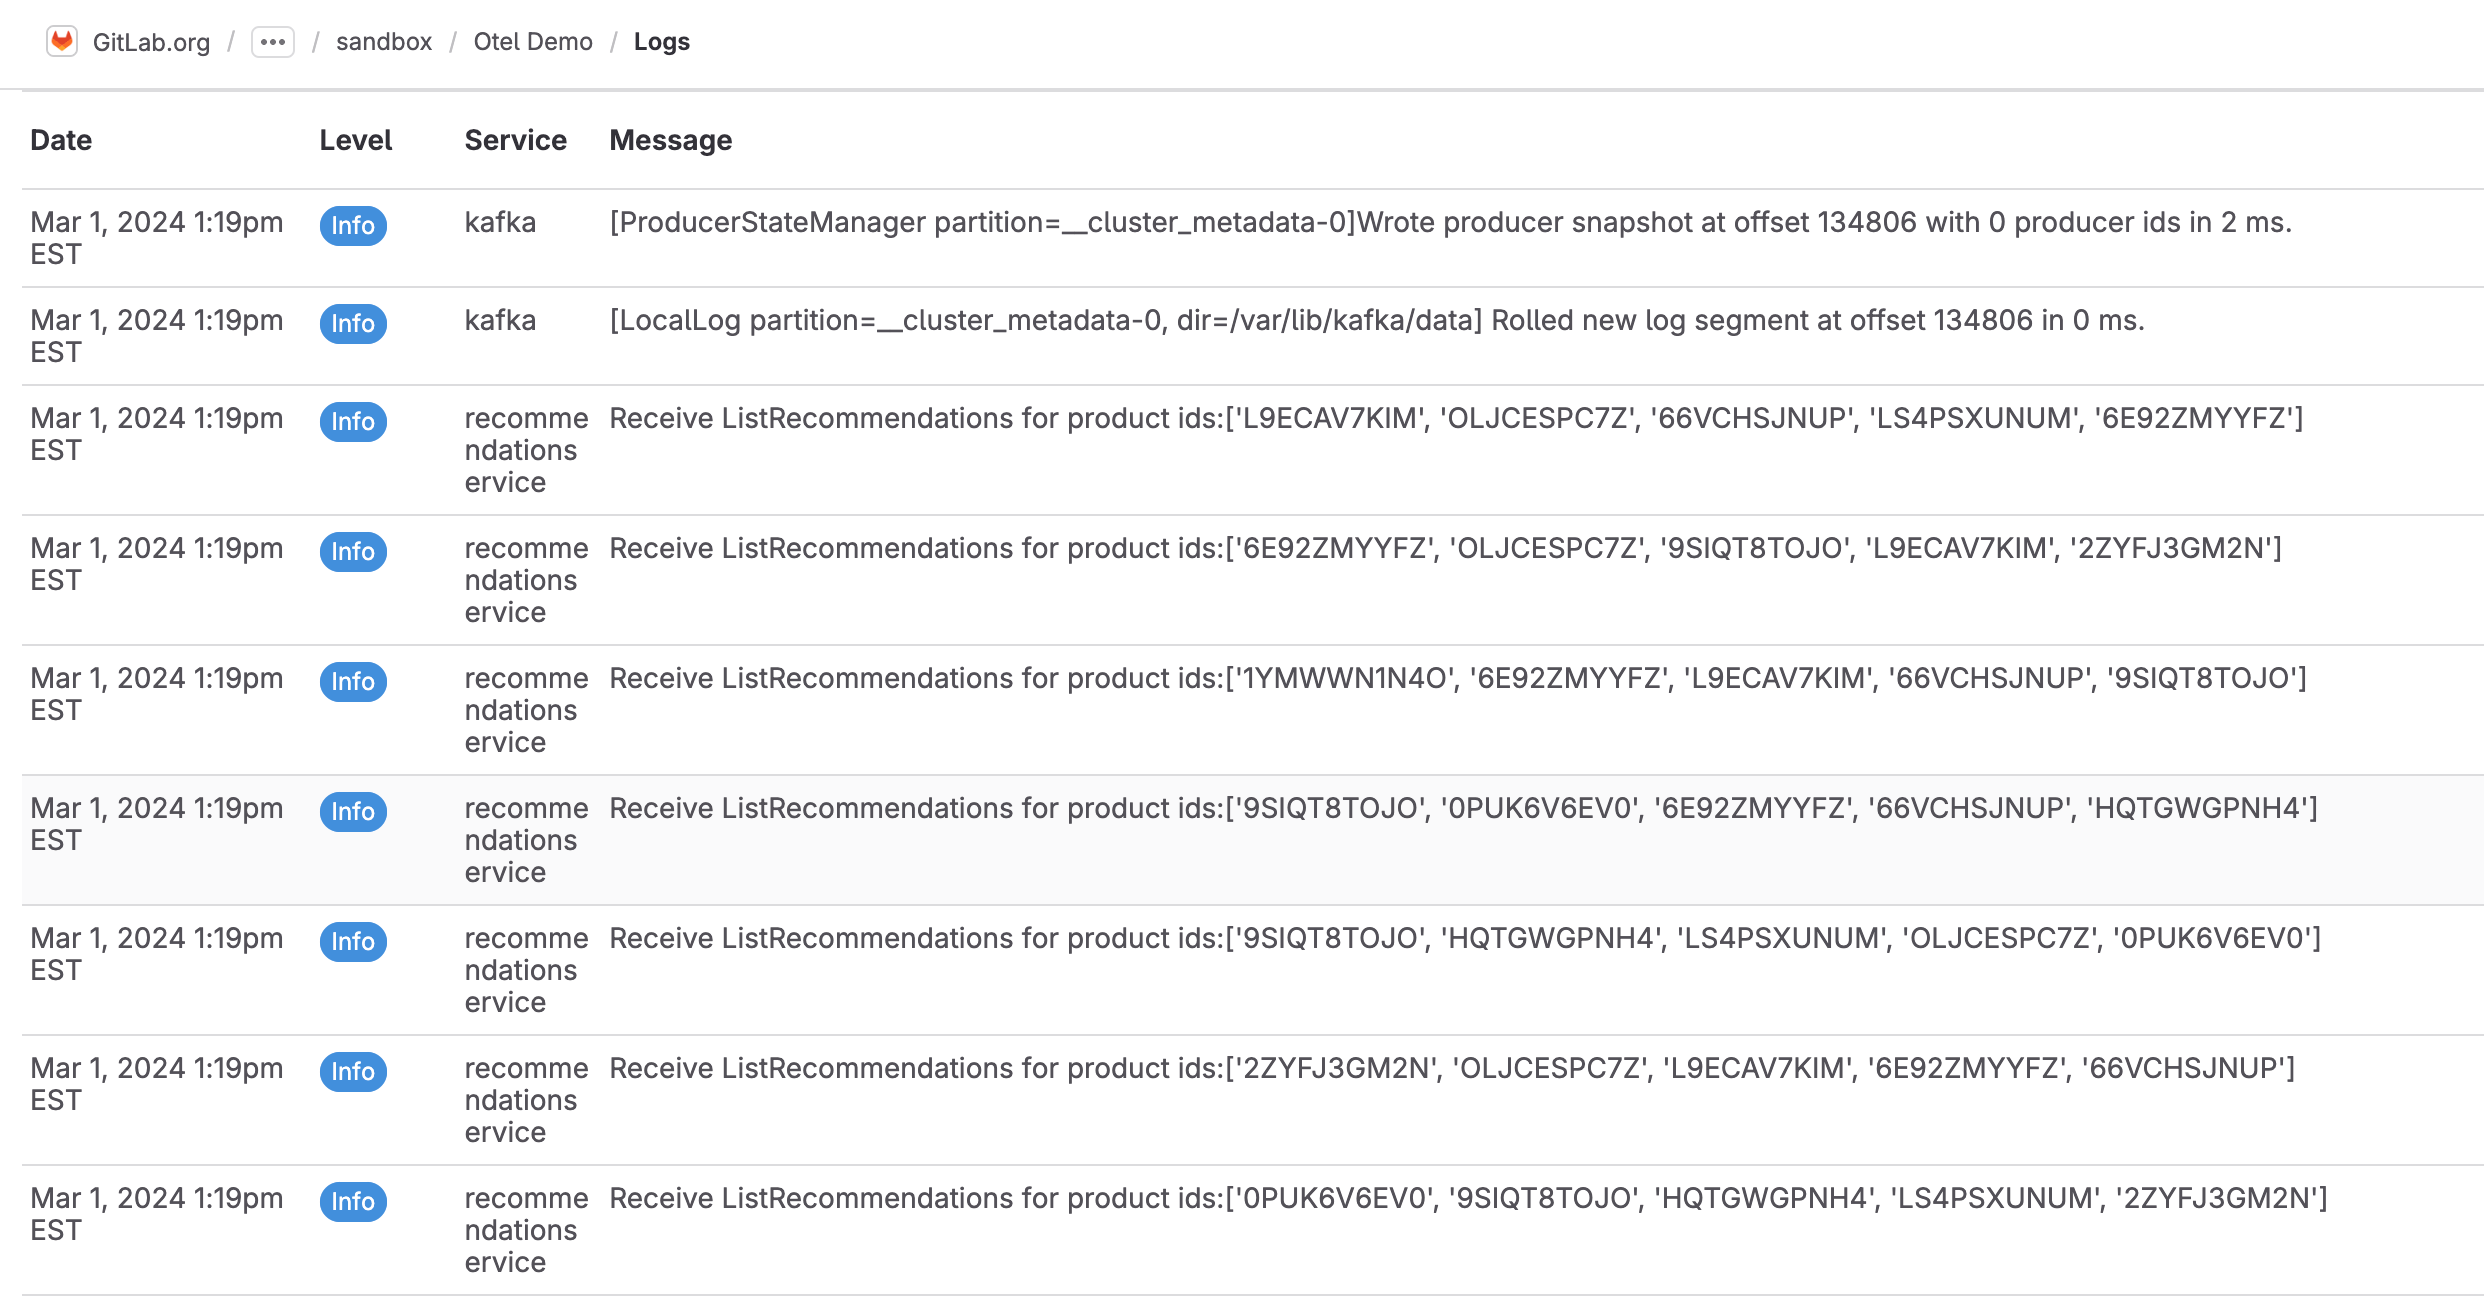 GitLab.org / ••• / sandbox / Otel Demo / Logs
Date Level Service Message
Mar 1, 2024 1:19pm EST Info kafka [ProducerStateManager partition=__cluster_metadata-0]Wrote producer snapshot at offset 134806 with 0 producer ids in 2 ms.
Mar 1, 2024 1:19pm EST Info kafka [LocalLog partition=__cluster_metadata-0, dir=/var/lib/kafka/data] Rolled new log segment at offset 134806 in 0 ms.
Mar 1, 2024 1:19pm EST Info recommendationservice Receive ListRecommendations for product ids:['L9ECAV7KIM', 'OLJCESPC7Z', '66VCHSJNUP', 'LS4PSXUNUM', '6E92ZMYYFZ']
Mar 1, 2024 1:19pm EST Info recommendationservice Receive ListRecommendations for product ids:['6E92ZMYYFZ', 'OLJCESPC7Z', '9SIQT8TOJO', 'L9ECAV7KIM', '2ZYFJ3GM2N']
Mar 1, 2024 1:19pm EST Info recommendationservice Receive ListRecommendations for product ids:['1YMWWN1N4O', '6E92ZMYYFZ', 'L9ECAV7KIM', '66VCHSJNUP', '9SIQT8TOJO']
Mar 1, 2024 1:19pm EST Info recommendationservice Receive ListRecommendations for product ids:['9SIQT8TOJO', '0PUK6V6EV0', '6E92ZMYYFZ', '66VCHSJNUP', 'HQTGWGPNH4']
Mar 1, 2024 1:19pm EST Info recommendationservice Receive ListRecommendations for product ids:['9SIQT8TOJO', 'HQTGWGPNH4', 'LS4PSXUNUM', 'OLJCESPC7Z', '0PUK6V6EV0']
Mar 1, 2024 1:19pm EST Info recommendationservice Receive ListRecommendations for product ids:['2ZYFJ3GM2N', 'OLJCESPC7Z', 'L9ECAV7KIM', '6E92ZMYYFZ', '66VCHSJNUP']
Mar 1, 2024 1:19pm EST Info recommendationservice Receive ListRecommendations for product ids:['0PUK6V6EV0', '9SIQT8TOJO', 'HQTGWGPNH4', 'LS4PSXUNUM', '2ZYFJ3GM2N']